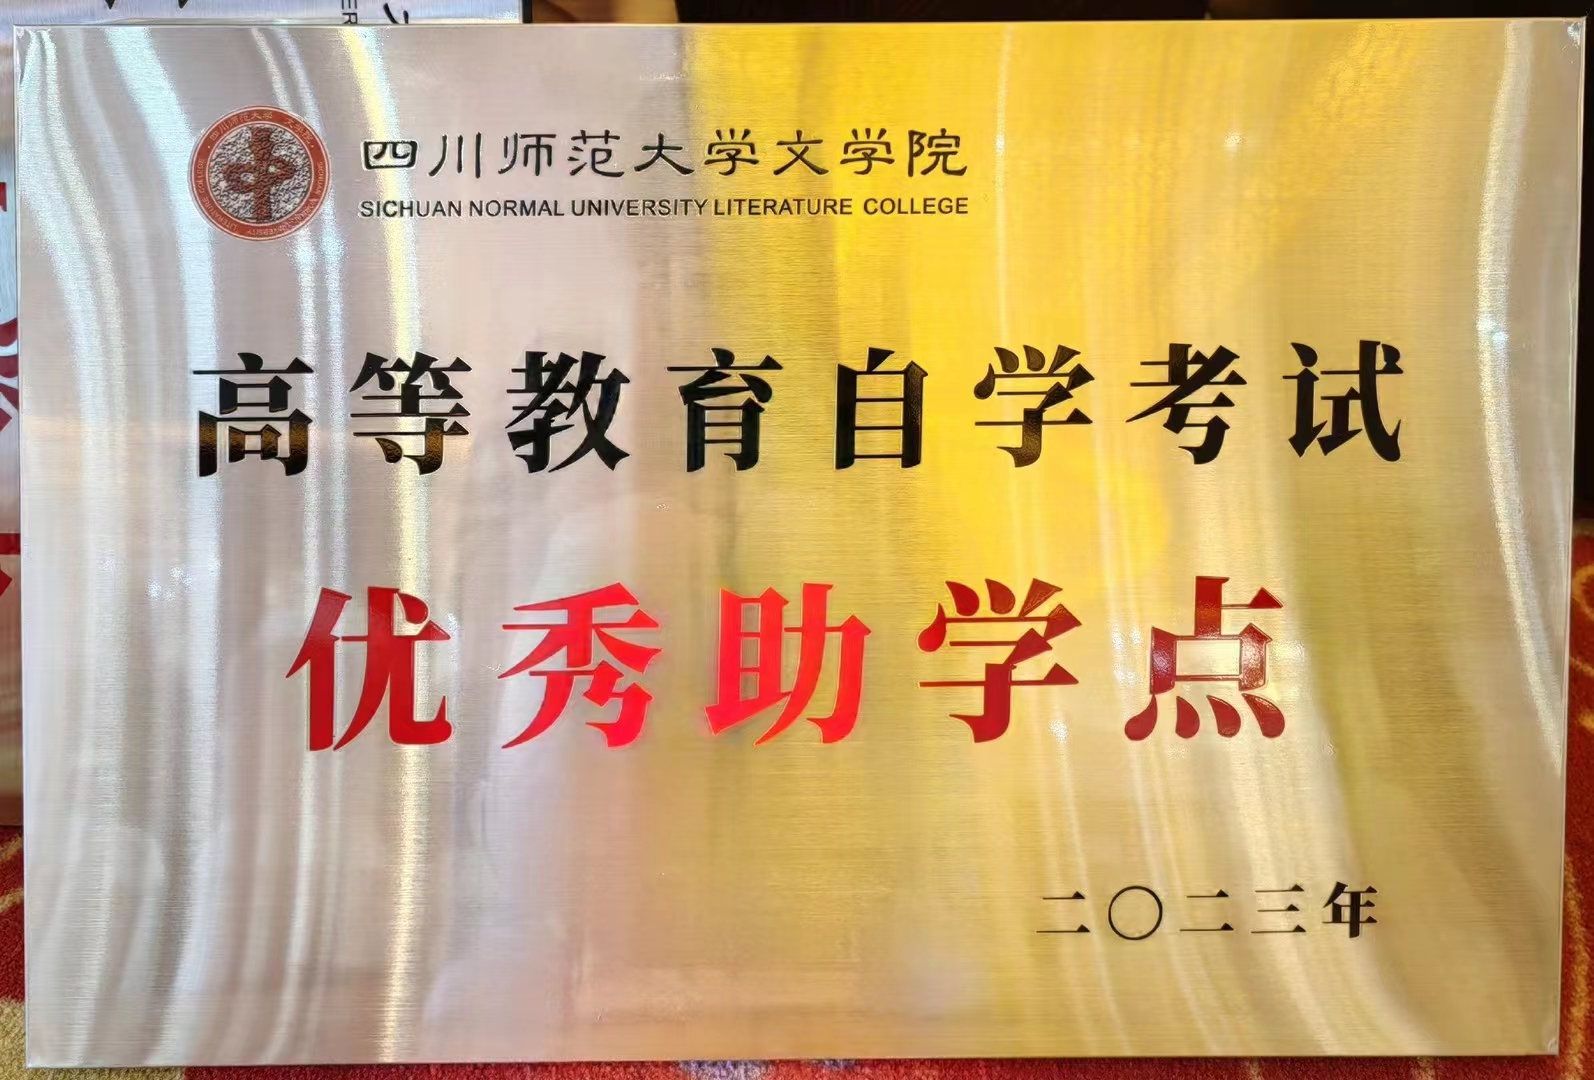 四川师范大学文学院
SICHUAN NORMAL UNIVERSITY LITERATURE COLLEGE
高等教育自学考试
优秀助学点
二〇二三年